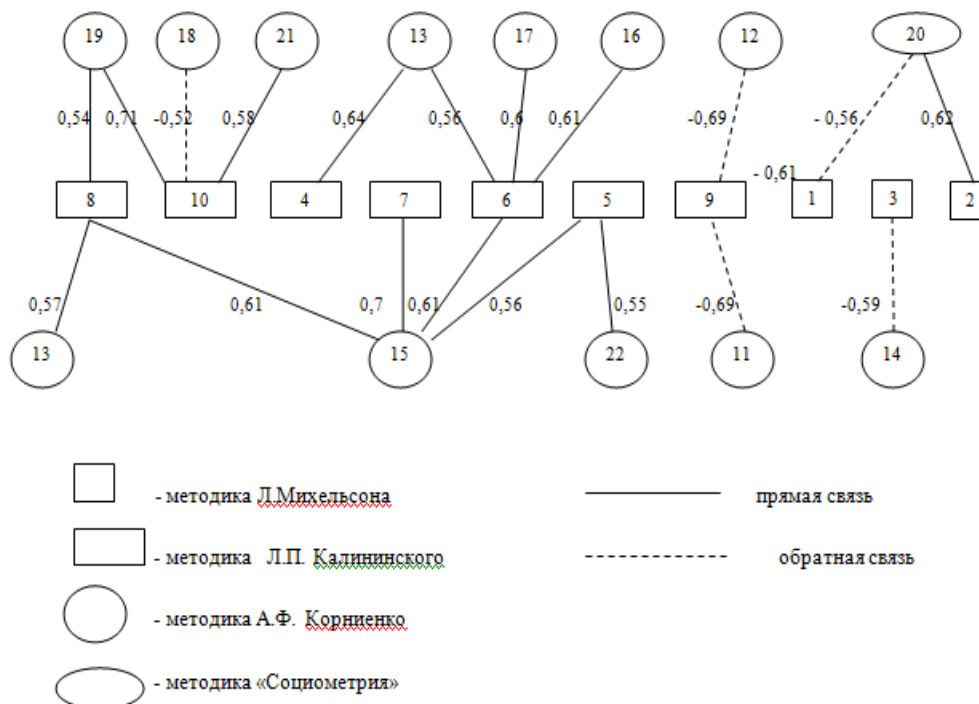 19 18 21 13 17 16 12 20
0,54 0,71 -0,52 0,58 0,64 0,56 0,6 0,61 -0,69 - 0,56 0,62
- 0,61
8 10 4 7 6 5 9 1 3 2
0,57 0,61 0,7 0,61 0,56 0,55 -0,69 -0,59
13 15 22 11 14
- методика Л.Михельсона
прямая связь
- методика Л.П. Калининского
обратная связь
- методика А.Ф. Корниенко
- методика «Социометрия»